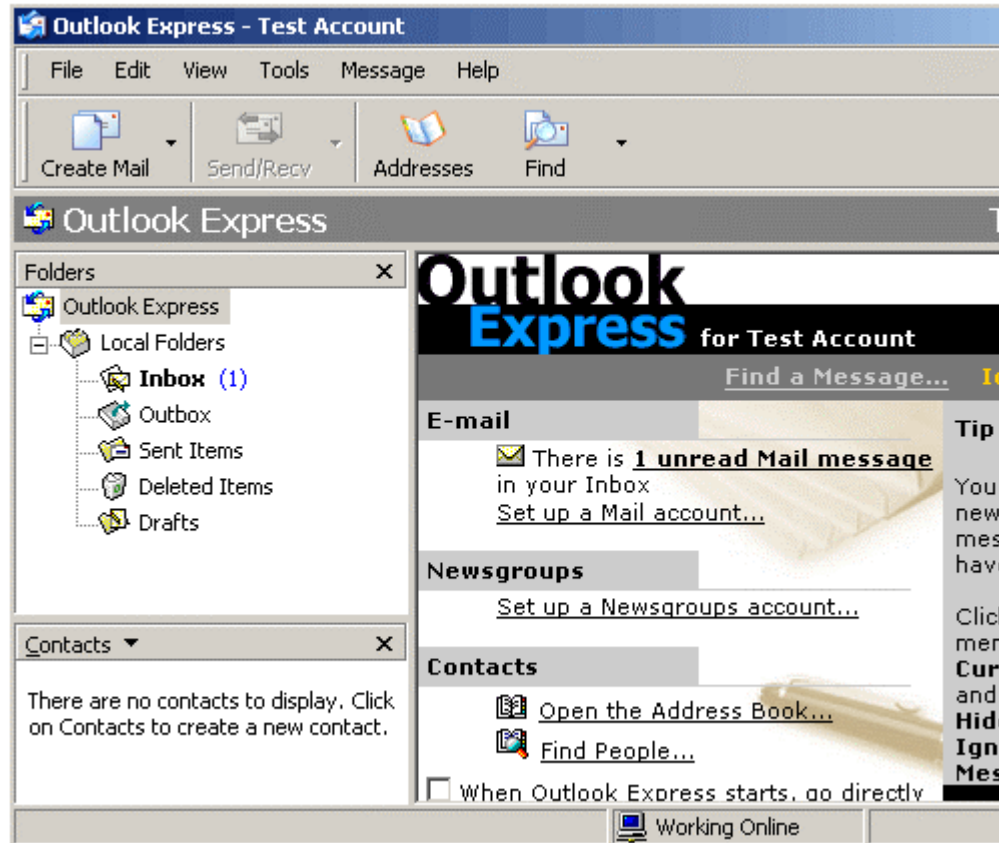 Outlook Express - Test Account
File Edit View Tools Message Help
Create Mail Send/Recv Addresses Find
Outlook Express
Folders
Outlook Express
Local Folders
Inbox (1)
Outbox
Sent Items
Deleted Items
Drafts
Contacts
There are no contacts to display. Click
on Contacts to create a new contact.
Outlook
Express for Test Account
Find a Message...
E-mail
There is 1 unread Mail message
in your Inbox
Set up a Mail account...
Newsgroups
Set up a Newsgroups account...
Contacts
Open the Address Book...
Find People...
When Outlook Express starts, go directly
Tip
You
new
and
Working Online